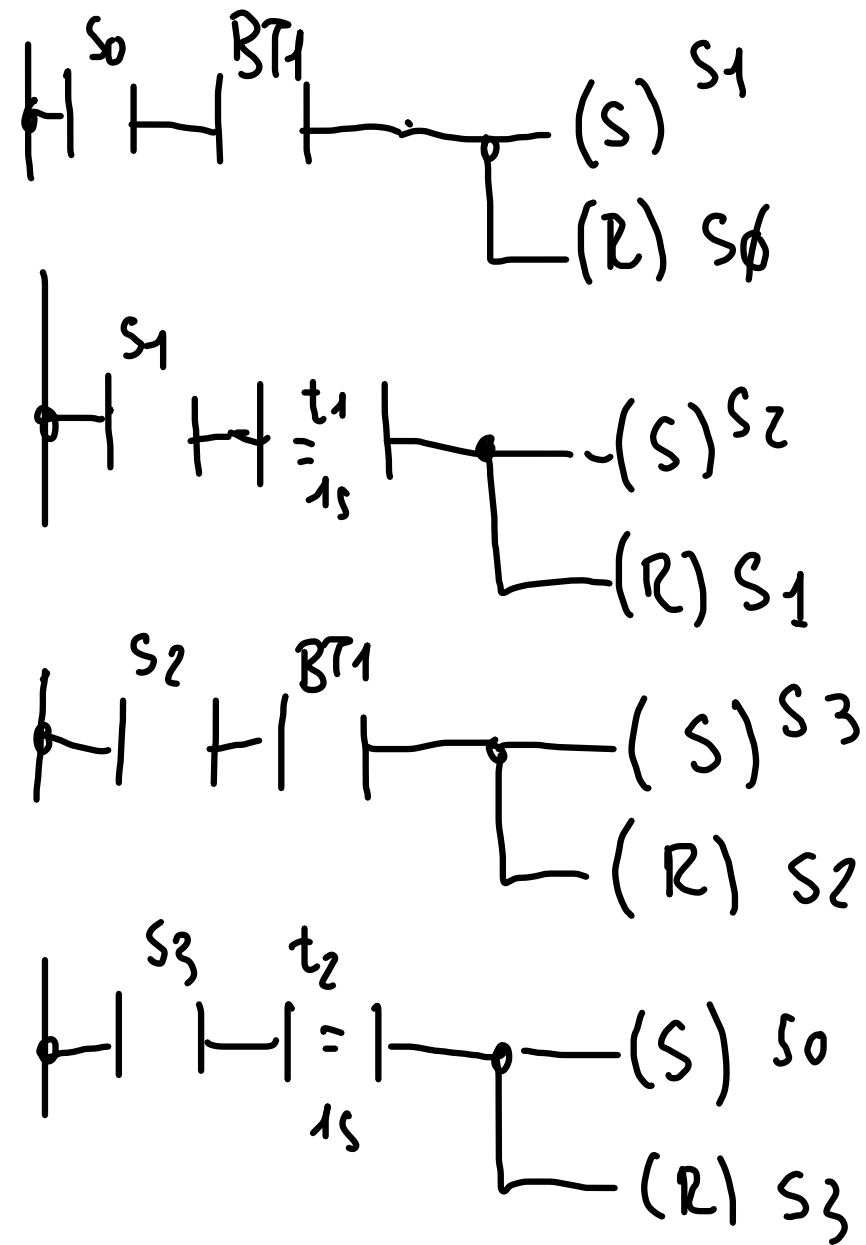 S0 BT1 (S) S1
(R) S0
S1 t1 = 1s (S) S2
(R) S1
S2 BT1 (S) S3
(R) S2
S3 t2 = 1s (S) S0
(R) S3